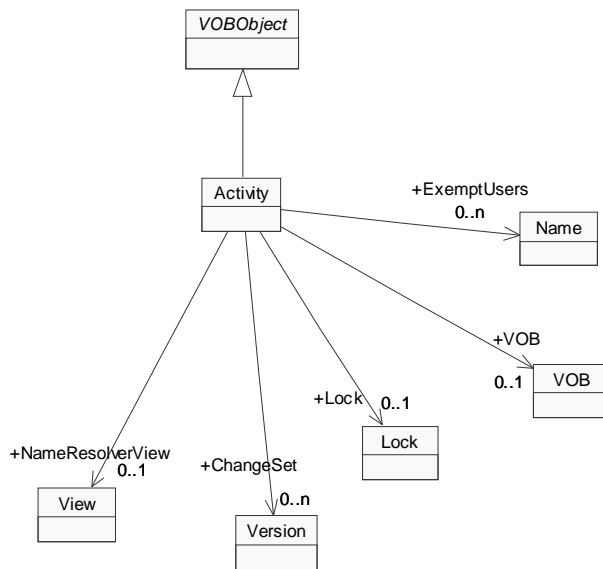 VOBObject
Activity
+ExemptUsers
0..n
Name
+VOB
0..1
VOB
+Lock
0..1
Lock
+NameResolverView
0..1
View
+ChangeSet
0..n
Version